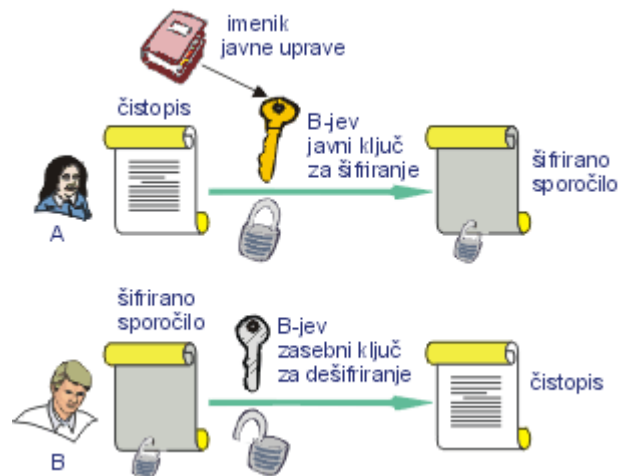 imenik
javne uprave
čistopis
B-jev
javni ključ
za šifriranje
šifrirano
sporočilo
A
šifrirano
sporočilo
B-jev
zasebni ključ
za dešifriranje
čistopis
B